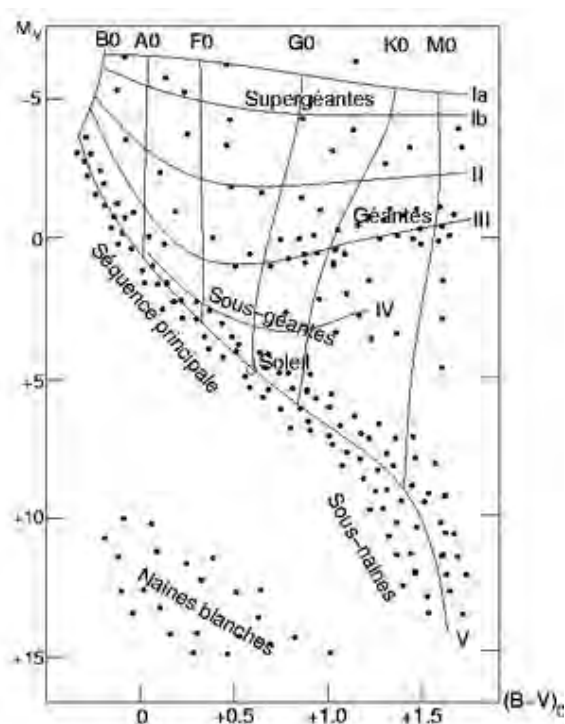 Mv
B0 A0 F0 G0 K0 M0
Ia
-5
Supergéantes
Ib
II
Géantes
III
0
Sous-géantes
IV
Séquence principale
Soleil
+5
Sous-naines
+10
Naines blanches
V
+15
(B-V)0
0 +0.5 +1.0 +1.5